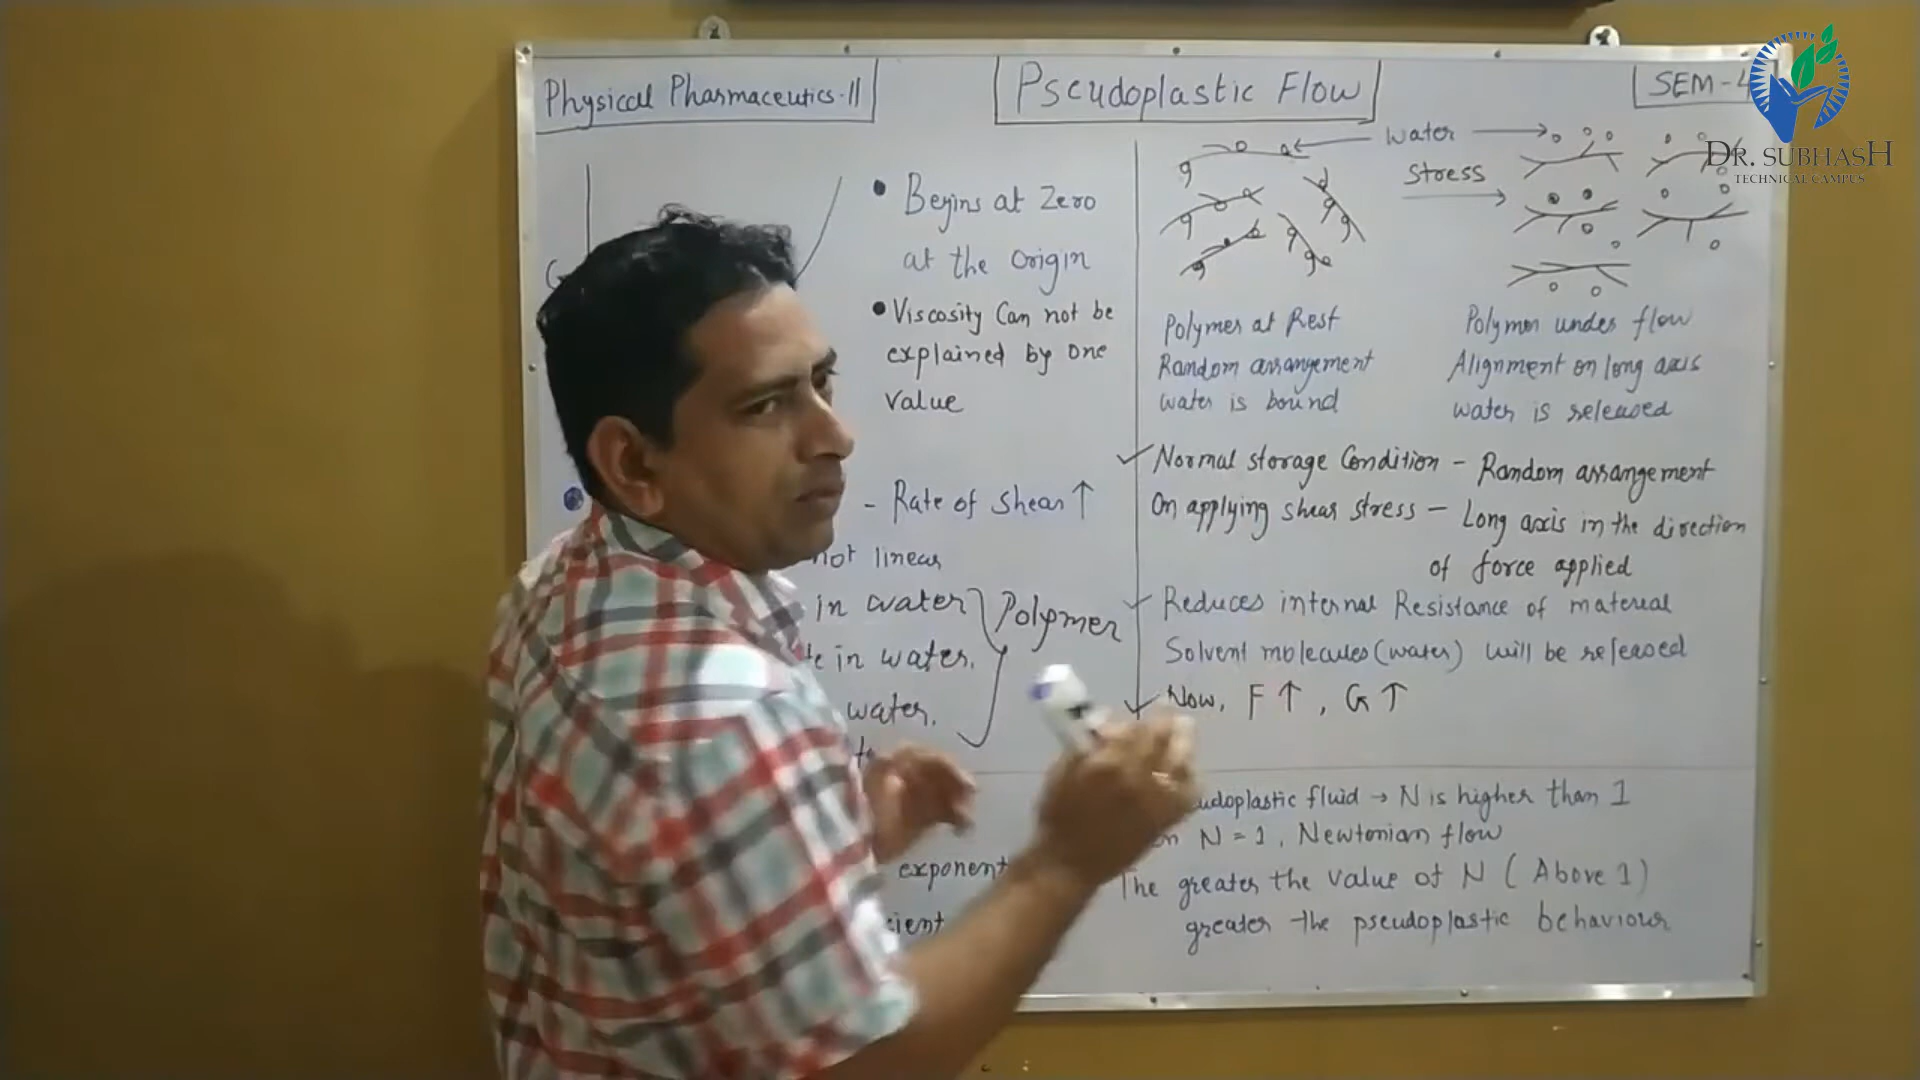 Physical Pharmaceutics-II
Pseudoplastic Flow
SEM-4
DR. SUBHASH
TECHNICAL CAMPUS
G
• Begins at Zero
at the origin
• Viscosity Can not be
explained by one
value
- Rate of shear ↑
not linear
in water
in water.
water.
Polymer
exponent
water
stress
Polymer at Rest
Random arrangement
water is bound
Polymer under flow
Alignment on long axis
water is released
✓ Normal storage Condition - Random arrangement
On applying shear stress - Long axis in the direction
of force applied
✓ Reduces internal Resistance of material
Solvent molecules (water) will be released
✓ Now, F ↑, G ↑
fluid → N is higher than 1
N = 1, Newtonian flow
The greater the value of N (Above 1)
greater the pseudoplastic behaviour